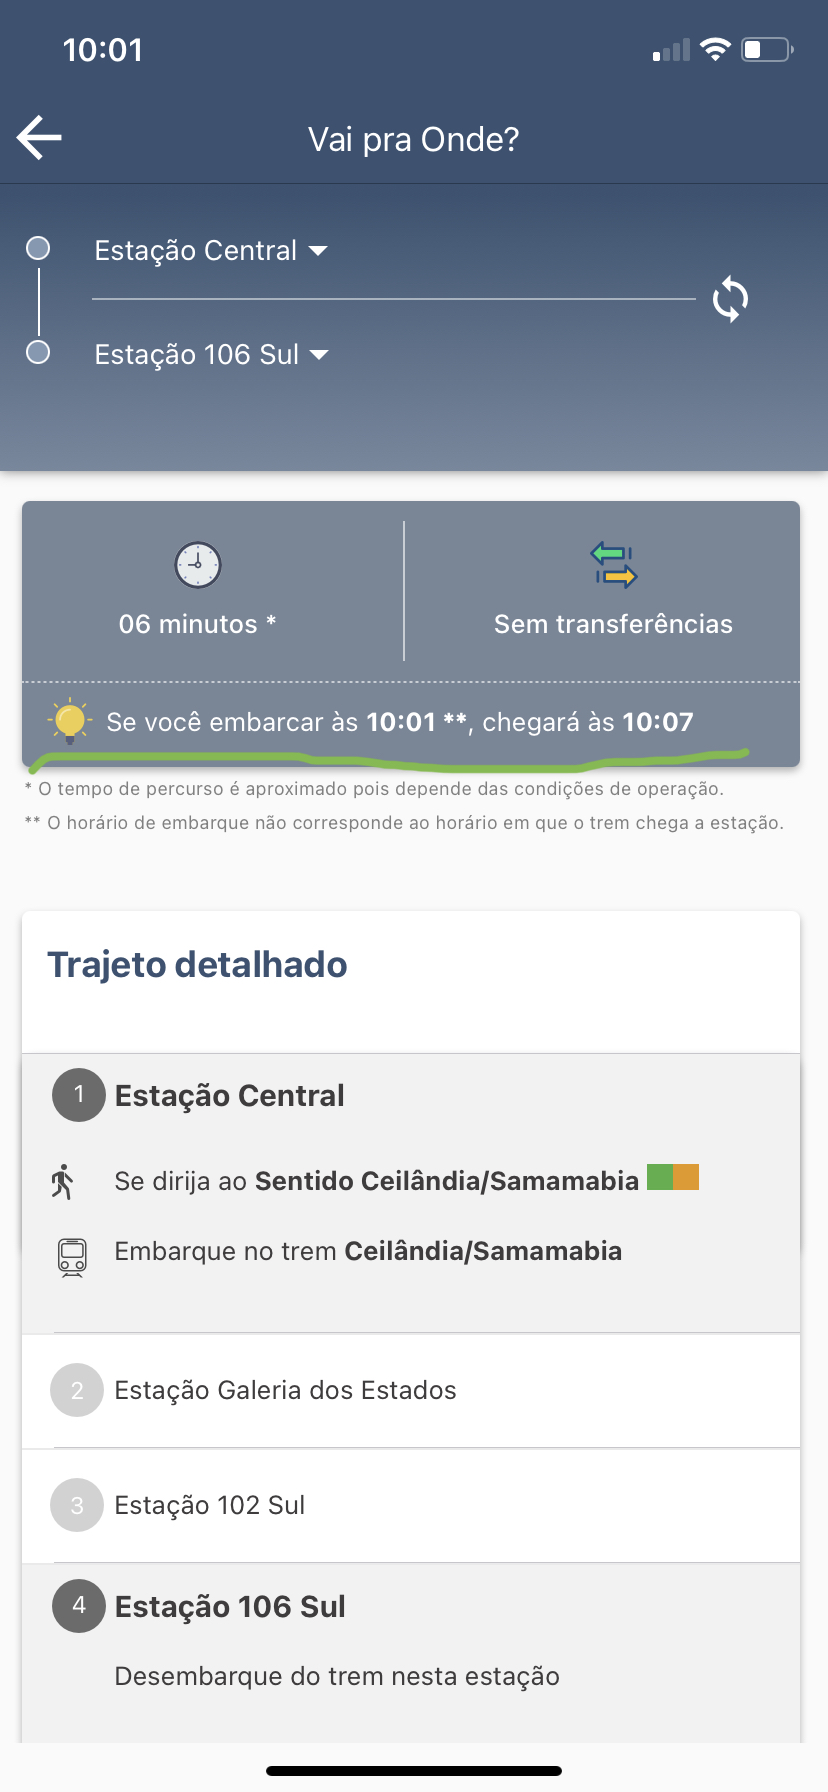 10:01
Vai pra Onde?
Estação Central
Estação 106 Sul
06 minutos *
Sem transferências
Se você embarcar às 10:01 **, chegará às 10:07
* O tempo de percurso é aproximado pois depende das condições de operação.
** O horário de embarque não corresponde ao horário em que o trem chega a estação.
Trajeto detalhado
1 Estação Central
Se dirija ao Sentido Ceilândia/Samamabia
Embarque no trem Ceilândia/Samamabia
2 Estação Galeria dos Estados
3 Estação 102 Sul
4 Estação 106 Sul
Desembarque do trem nesta estação